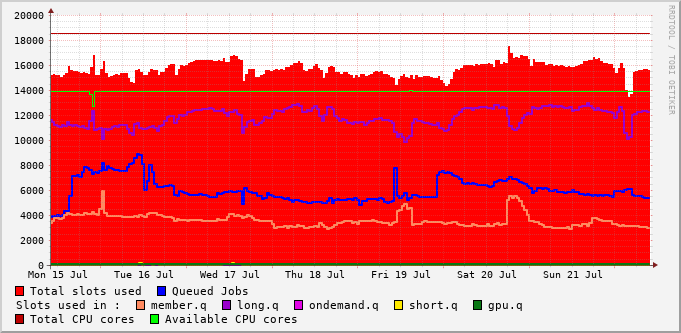 20000
18000
16000
14000
12000
10000
8000
6000
4000
2000
0
Mon 15 Jul Tue 16 Jul Wed 17 Jul Thu 18 Jul Fri 19 Jul Sat 20 Jul Sun 21 Jul
Total slots used Queued Jobs
Slots used in : member.q long.q ondemand.q short.q gpu.q
Total CPU cores Available CPU cores
RRDTOOL / TOBI OETIKER